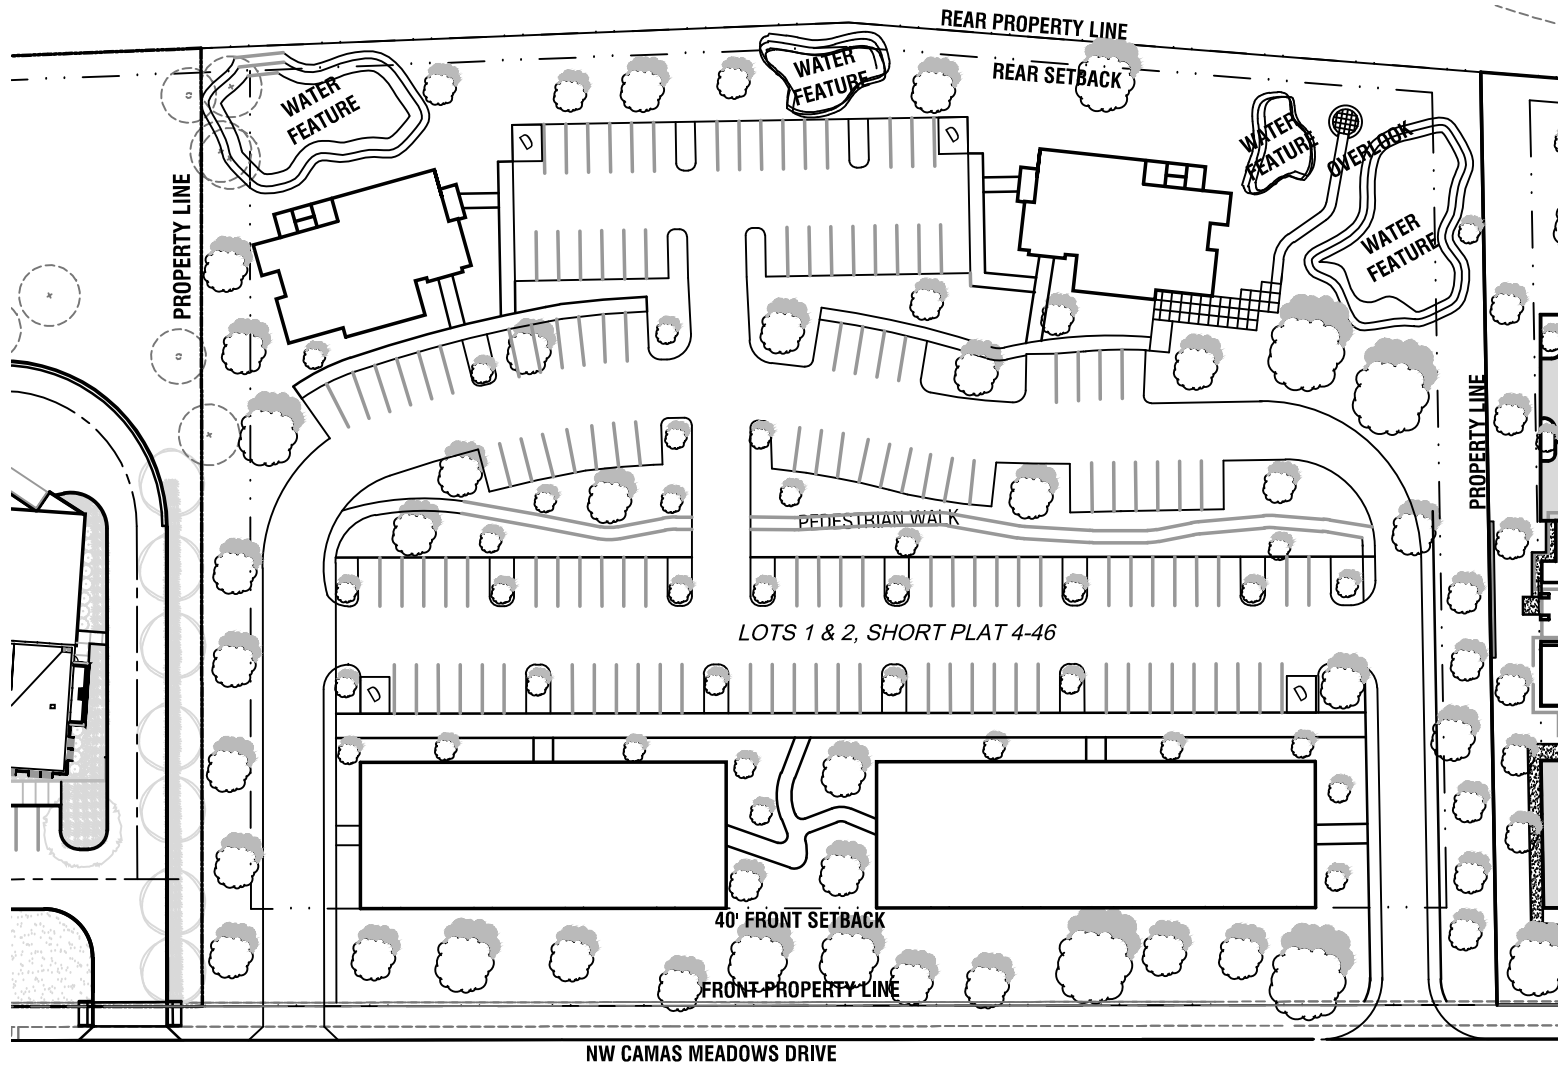 REAR PROPERTY LINE
REAR SETBACK
WATER
FEATURE
WATER
FEATURE
WATER
FEATURE
OVERLOOK
WATER
FEATURE
D
D
PROPERTY LINE
PROPERTY LINE
PEDESTRIAN WALK
LOTS 1 & 2, SHORT PLAT 4-46
D
D
40' FRONT SETBACK
FRONT PROPERTY LINE
NW CAMAS MEADOWS DRIVE